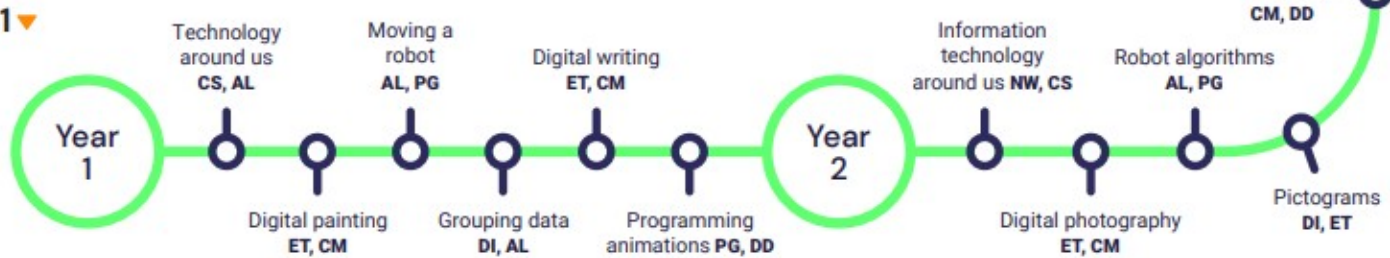 1
Year
1
Technology
around us
CS, AL
Digital painting
ET, CM
Moving a
robot
AL, PG
Grouping data
DI, AL
Digital writing
ET, CM
Programming
animations PG, DD
Year
2
Information
technology
around us NW, CS
Digital photography
ET, CM
Robot algorithms
AL, PG
Pictograms
DI, ET
CM, DD